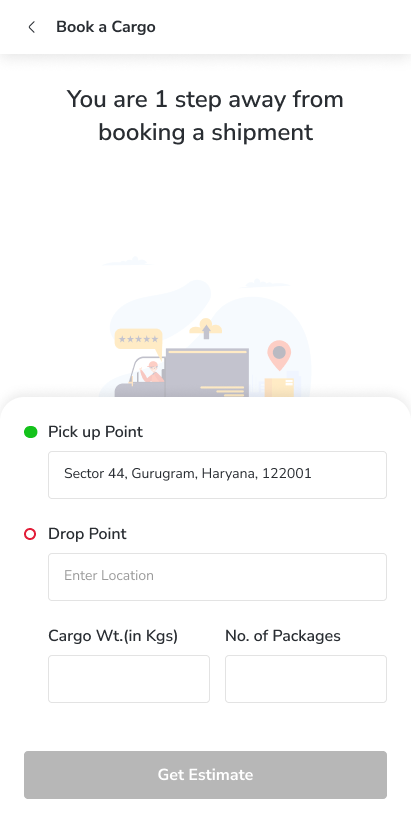 Book a Cargo
You are 1 step away from
booking a shipment
Pick up Point
Sector 44, Gurugram, Haryana, 122001
Drop Point
Enter Location
Cargo Wt.(in Kgs)
No. of Packages
Get Estimate